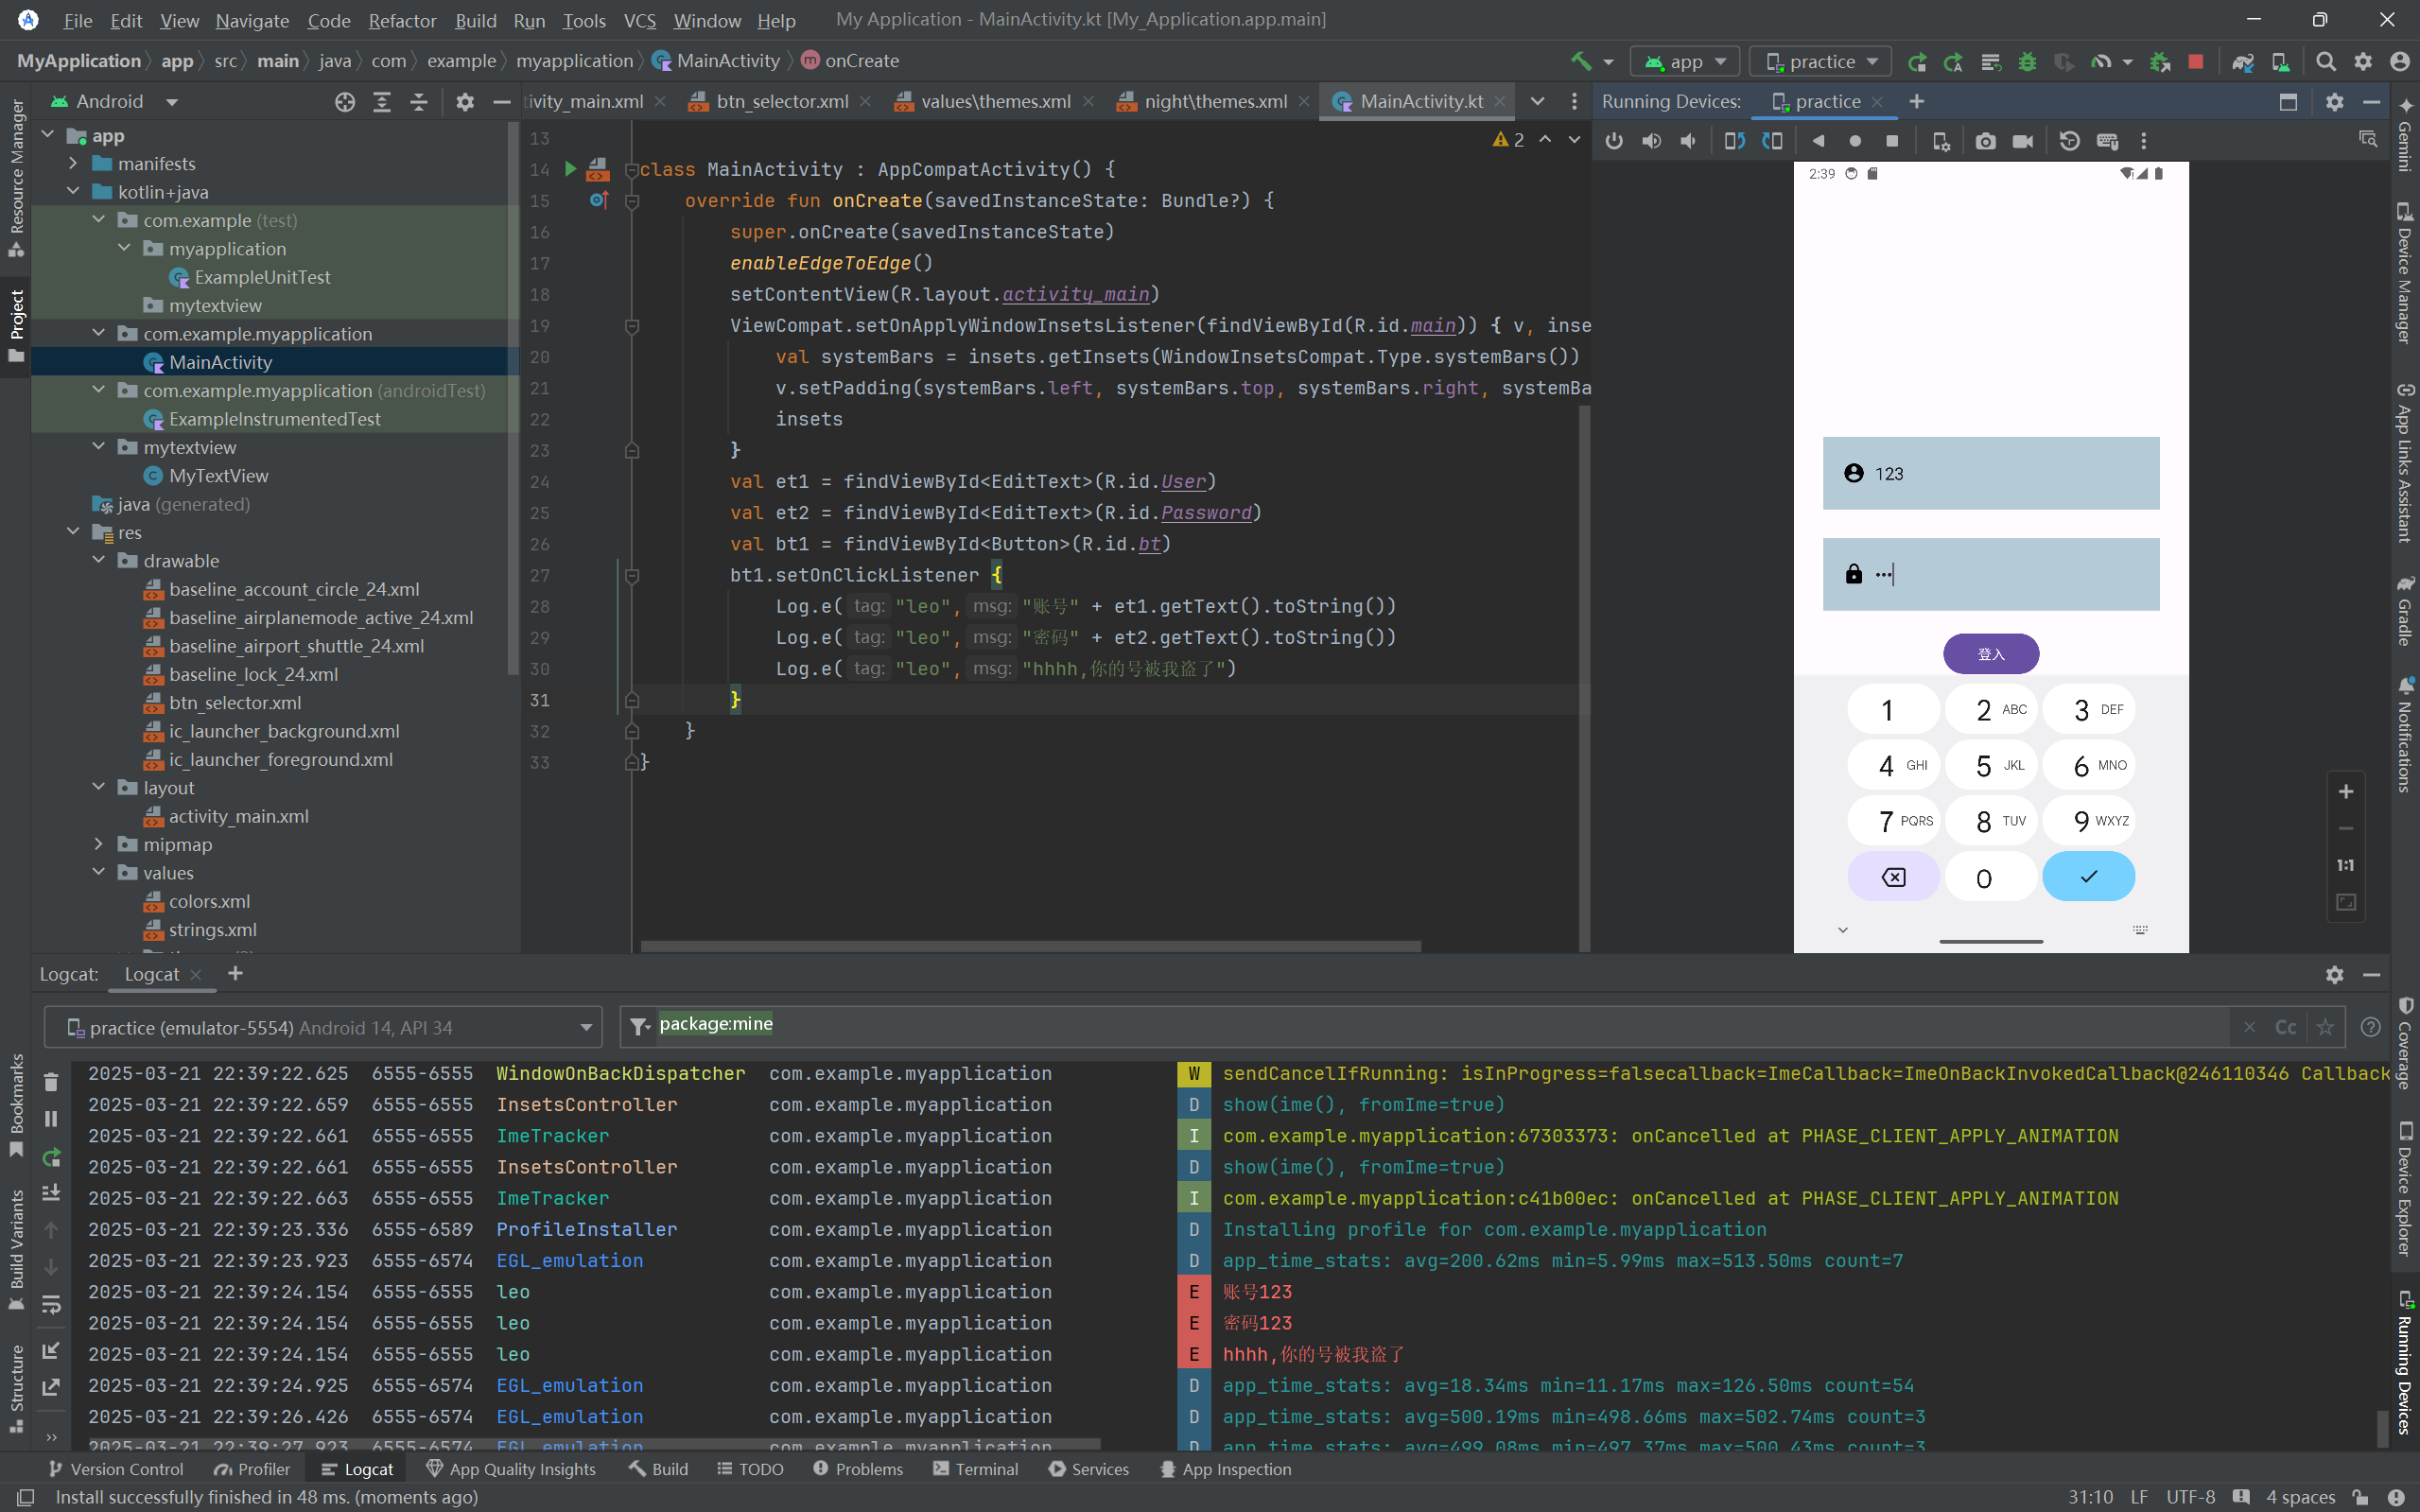 File Edit View Navigate Code Refactor Build Run Tools VCS Window Help My Application - MainActivity.kt [My_Application.app.main]
MyApplication app src main java com example myapplication MainActivity onCreate
app practice
Resource Manager
Project
Bookmarks
Build Variants
Structure
Android
app
manifests
kotlin+java
com.example (test)
myapplication
ExampleUnitTest
mytextview
com.example.myapplication
MainActivity
com.example.myapplication (androidTest)
ExampleInstrumentedTest
mytextview
MyTextView
java (generated)
res
drawable
baseline_account_circle_24.xml
baseline_airplanemode_active_24.xml
baseline_airport_shuttle_24.xml
baseline_lock_24.xml
btn_selector.xml
ic_launcher_background.xml
ic_launcher_foreground.xml
layout
activity_main.xml
mipmap
values
colors.xml
strings.xml
ivity_main.xml btn_selector.xml values\themes.xml night\themes.xml MainActivity.kt
2
13
14 class MainActivity : AppCompatActivity() {
15 override fun onCreate(savedInstanceState: Bundle?) {
16 super.onCreate(savedInstanceState)
17 enableEdgeToEdge()
18 setContentView(R.layout.activity_main)
19 ViewCompat.setOnApplyWindowInsetsListener(findViewById(R.id.main)) { v, inse
20 val systemBars = insets.getInsets(WindowInsetsCompat.Type.systemBars())
21 v.setPadding(systemBars.left, systemBars.top, systemBars.right, systemBa
22 insets
23 }
24 val et1 = findViewById<EditText>(R.id.User)
25 val et2 = findViewById<EditText>(R.id.Password)
26 val bt1 = findViewById<Button>(R.id.bt)
27 bt1.setOnClickListener {
28 Log.e( tag: "leo", msg: "账号" + et1.getText().toString())
29 Log.e( tag: "leo", msg: "密码" + et2.getText().toString())
30 Log.e( tag: "leo", msg: "hhhh,你的号被我盗了")
31 }
32 }
33 }
Running Devices: practice
2:39
123
•••
登入
1 2 ABC 3 DEF
4 GHI 5 JKL 6 MNO
7 PQRS 8 TUV 9 WXYZ
0
1:1
Gemini
Device Manager
App Links Assistant
Gradle
Notifications
Coverage
Device Explorer
Running Devices
Logcat: Logcat
practice (emulator-5554) Android 14, API 34 package:mine Cc
2025-03-21 22:39:22.625 6555-6555 WindowOnBackDispatcher com.example.myapplication W sendCancelIfRunning: isInProgress=falsecallback=ImeCallback=ImeOnBackInvokedCallback@246110346 Callback
2025-03-21 22:39:22.659 6555-6555 InsetsController com.example.myapplication D show(ime(), fromIme=true)
2025-03-21 22:39:22.661 6555-6555 ImeTracker com.example.myapplication I com.example.myapplication:67303373: onCancelled at PHASE_CLIENT_APPLY_ANIMATION
2025-03-21 22:39:22.661 6555-6555 InsetsController com.example.myapplication D show(ime(), fromIme=true)
2025-03-21 22:39:22.663 6555-6555 ImeTracker com.example.myapplication I com.example.myapplication:c41b00ec: onCancelled at PHASE_CLIENT_APPLY_ANIMATION
2025-03-21 22:39:23.336 6555-6589 ProfileInstaller com.example.myapplication D Installing profile for com.example.myapplication
2025-03-21 22:39:23.923 6555-6574 EGL_emulation com.example.myapplication D app_time_stats: avg=200.62ms min=5.99ms max=513.50ms count=7
2025-03-21 22:39:24.154 6555-6555 leo com.example.myapplication E 账号123
2025-03-21 22:39:24.154 6555-6555 leo com.example.myapplication E 密码123
2025-03-21 22:39:24.154 6555-6555 leo com.example.myapplication E hhhh,你的号被我盗了
2025-03-21 22:39:24.925 6555-6574 EGL_emulation com.example.myapplication D app_time_stats: avg=18.34ms min=11.17ms max=126.50ms count=54
2025-03-21 22:39:26.426 6555-6574 EGL_emulation com.example.myapplication D app_time_stats: avg=500.19ms min=498.66ms max=502.74ms count=3
2025-03-21 22:39:27.923 6555-6574 EGL_emulation com.example.myapplication D app_time_stats: avg=499.08ms min=497.37ms max=500.43ms count=3
Version Control Profiler Logcat App Quality Insights Build TODO Problems Terminal Services App Inspection
Install successfully finished in 48 ms. (moments ago) 31:10 LF UTF-8 4 spaces